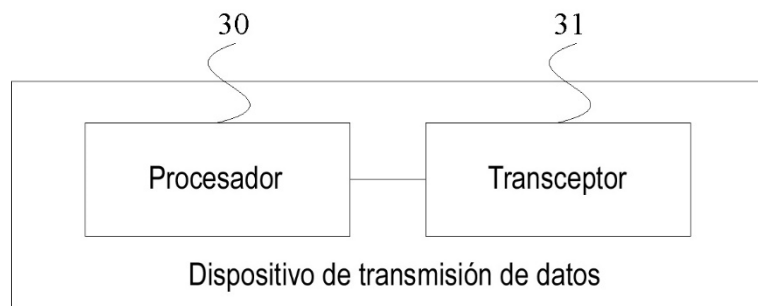 30 31
Procesador Transceptor
Dispositivo de transmisión de datos